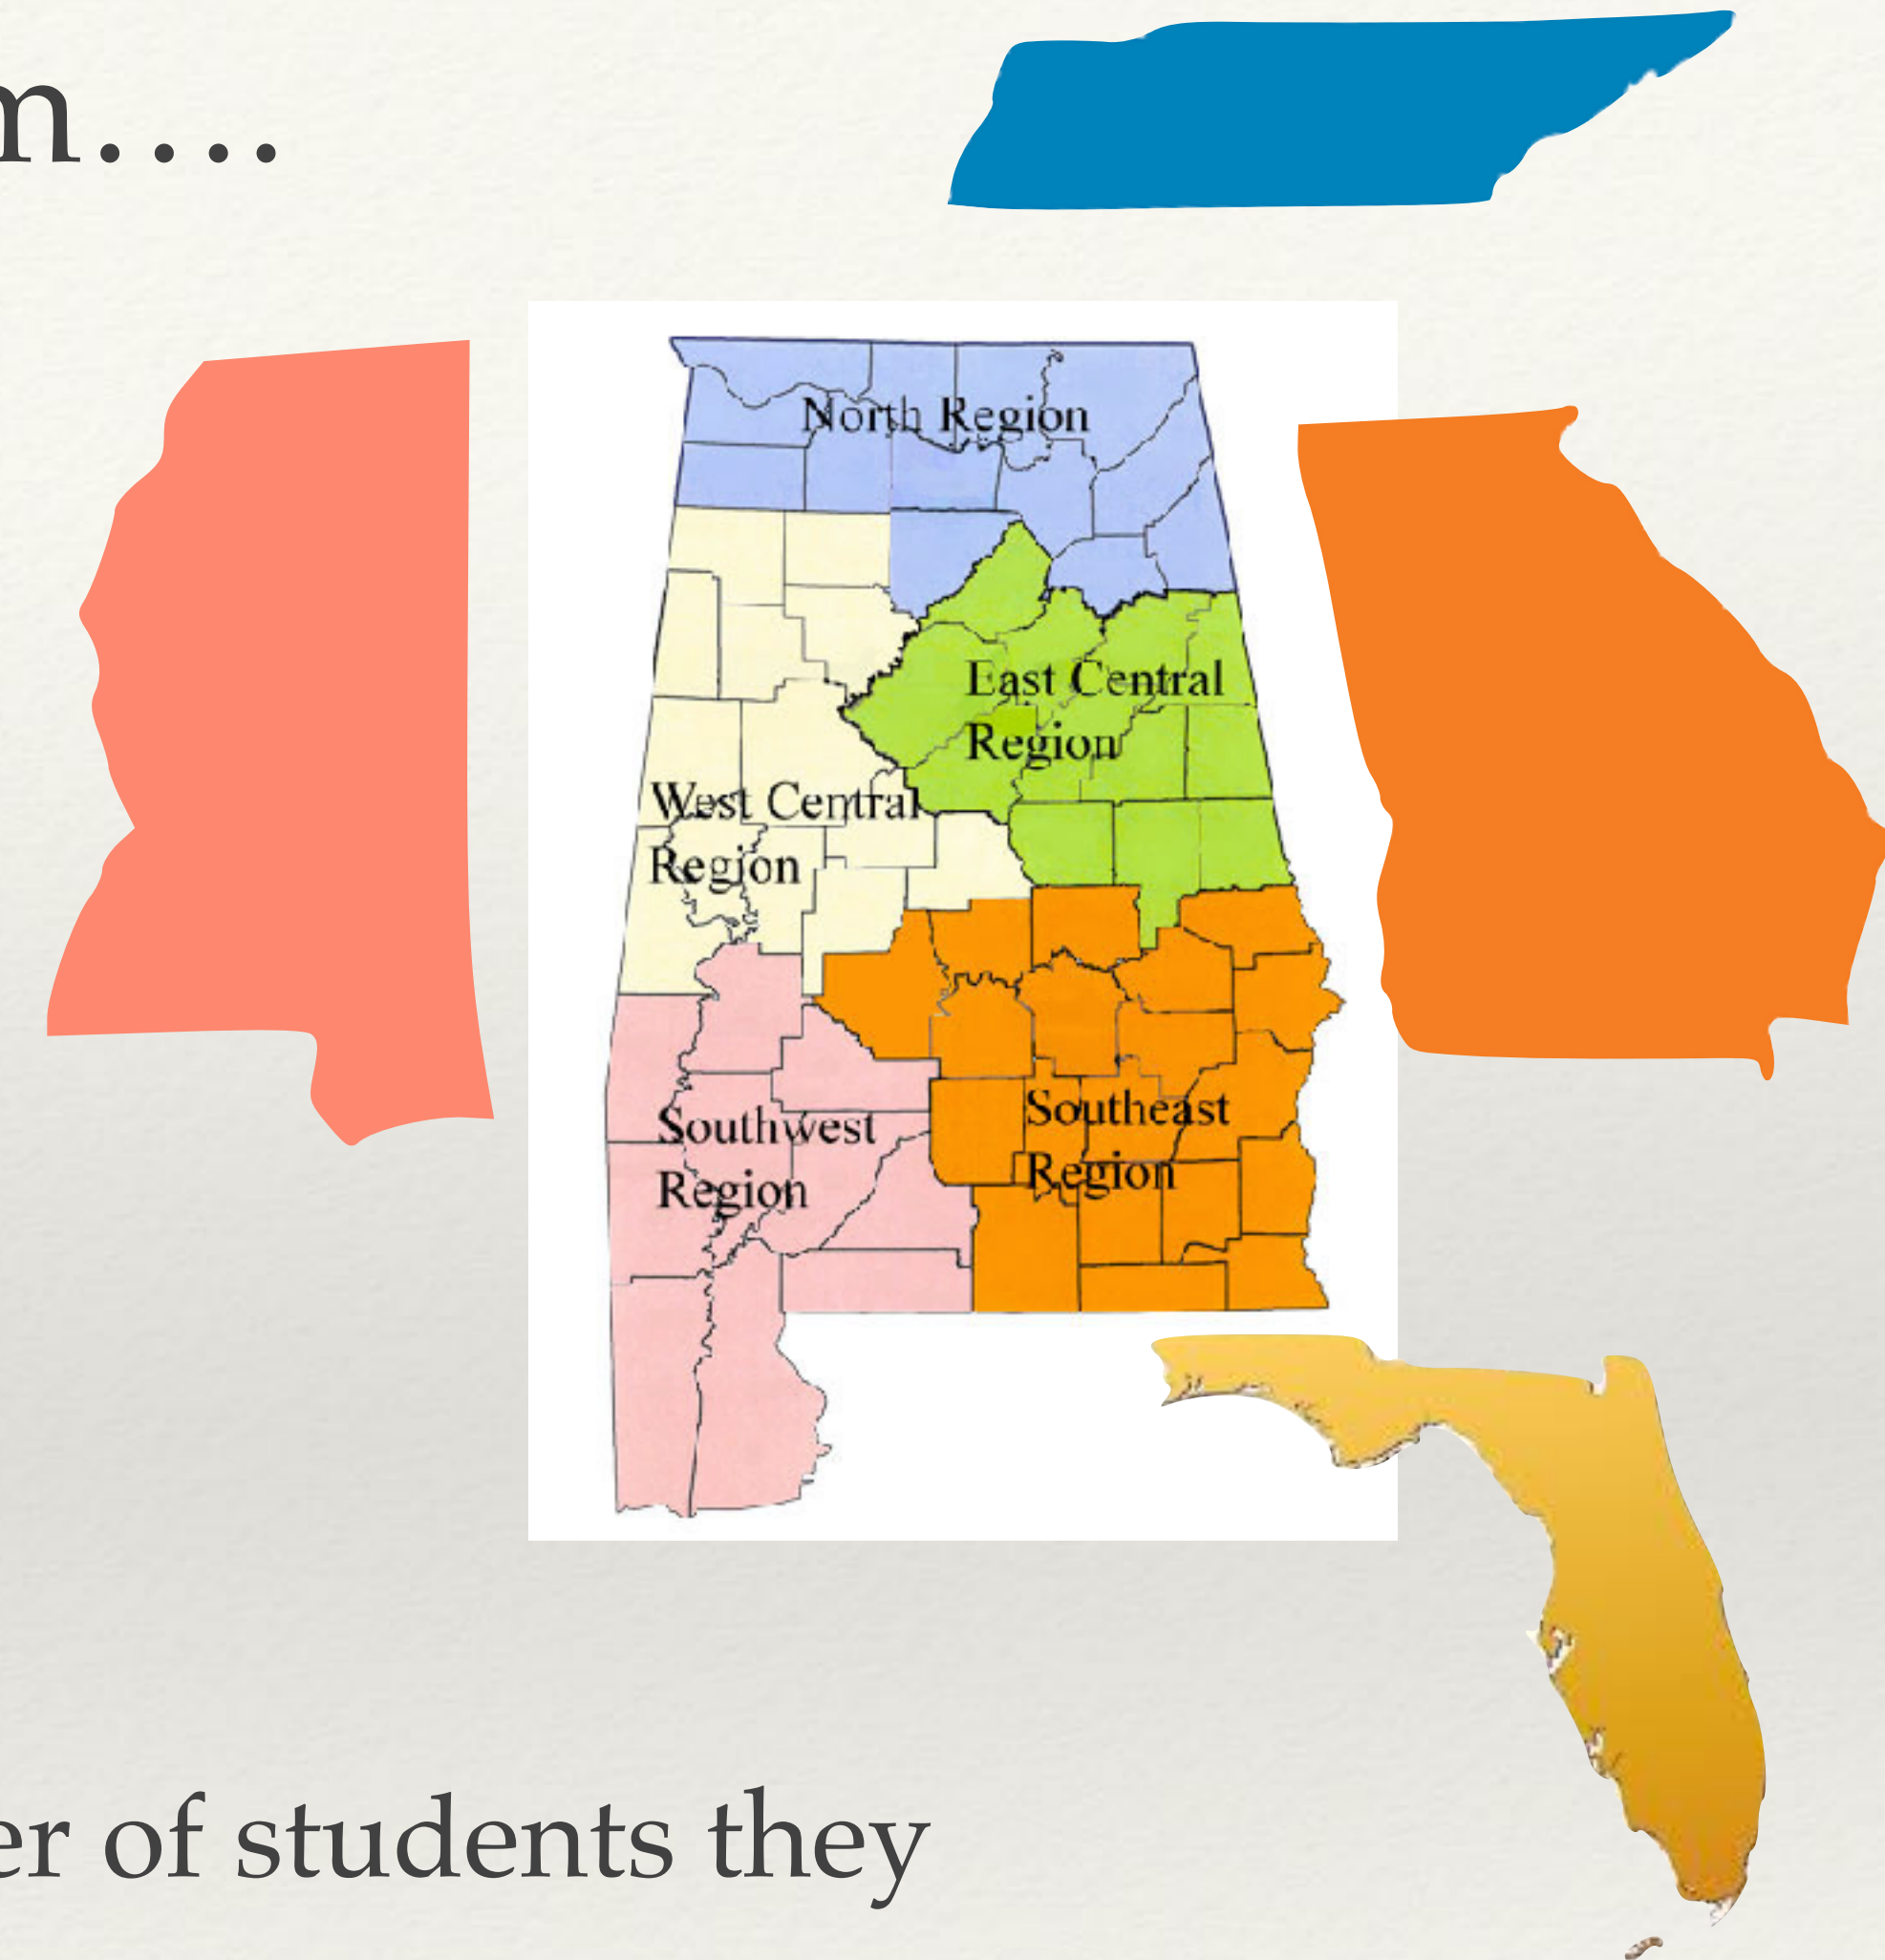 m....
North Region
East Central
Region
West Central
Region
Southwest
Region
Southeast
Region
er of students they